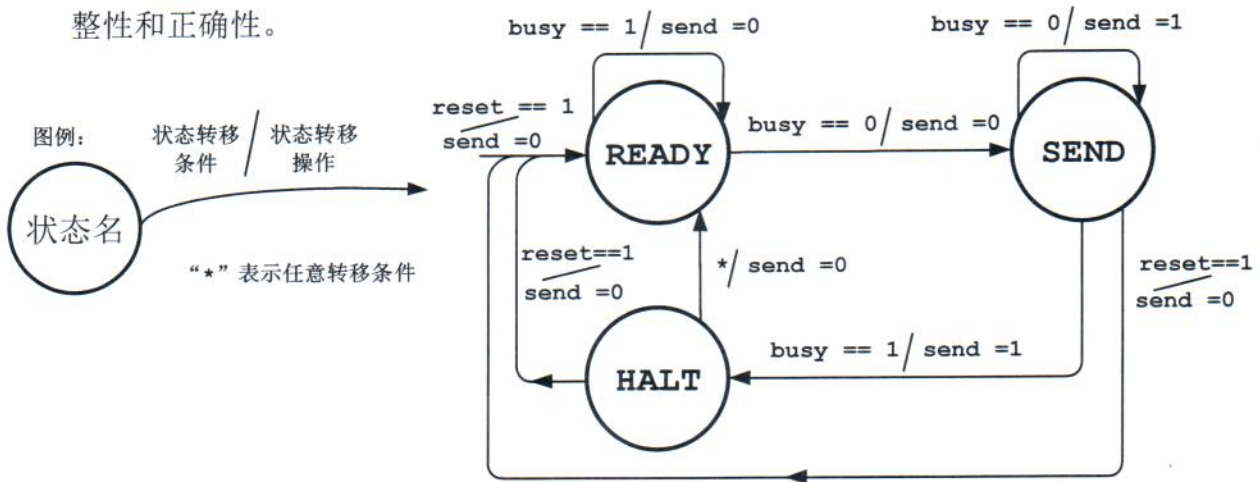 整性和正确性。
busy == 1/ send =0
busy == 0/ send =1
reset == 1
send =0
图例：
状态转移
条件
/
状态转移
操作
状态名
“*”表示任意转移条件
READY
busy == 0/ send =0
SEND
reset==1
send =0
*/ send =0
reset==1
send =0
HALT
busy == 1/ send =1